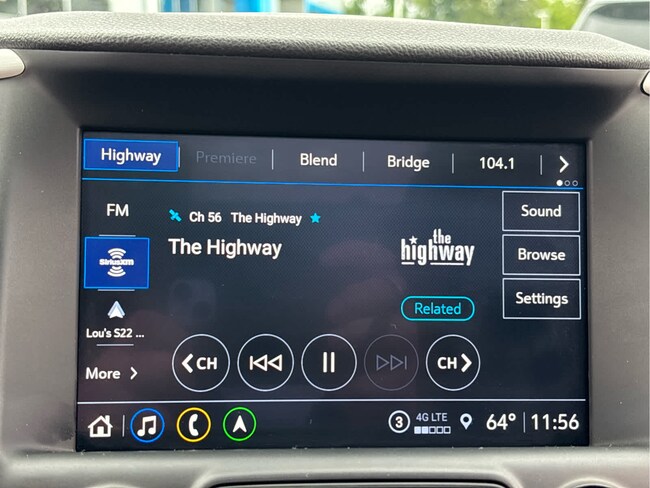 Highway Premiere Blend Bridge 104.1
FM
Ch 56 The Highway
Sound
The Highway
the highway
SiriusXM
Browse
Related
Settings
Lou's S22 ...
More
CH
CH
3 4G LTE 64° 11:56